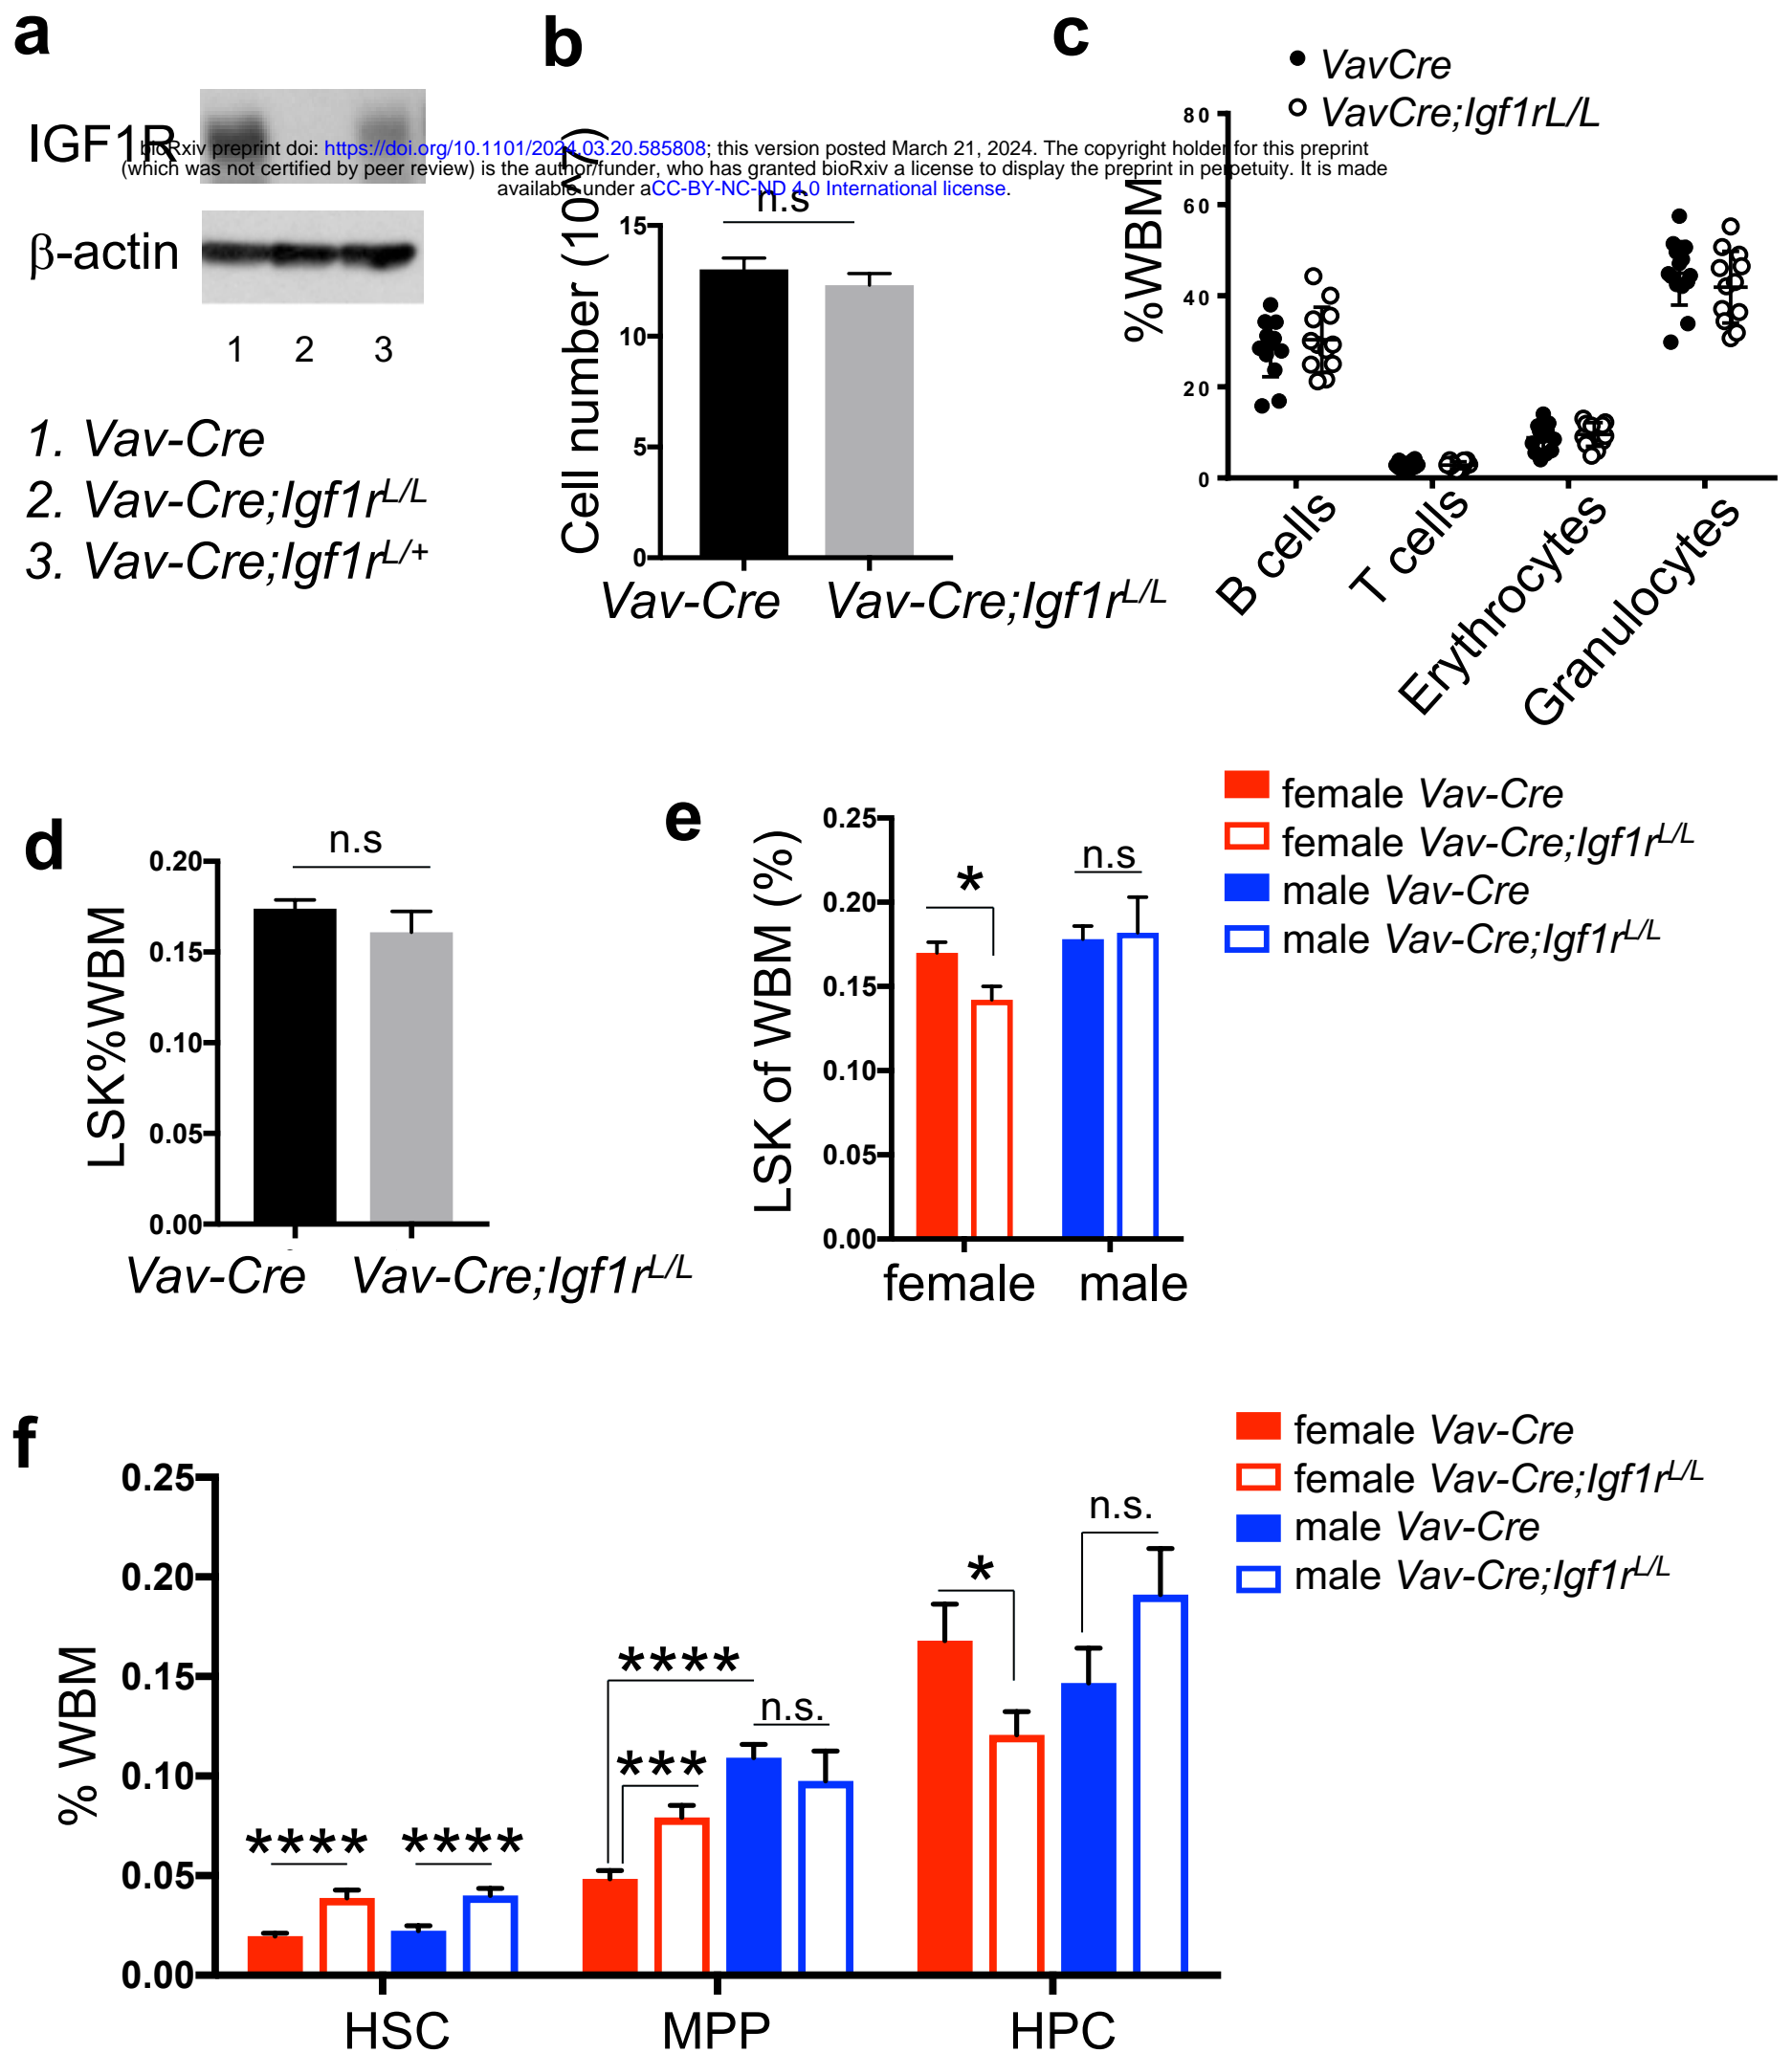 a
IGF1R
β-actin
1 2 3
1. Vav-Cre
2. Vav-Cre;Igf1rL/L
3. Vav-Cre;Igf1rL/+
bioRxiv preprint doi: https://doi.org/10.1101/2024.03.20.585808; this version posted March 21, 2024. The copyright holder for this preprint
(which was not certified by peer review) is the author/funder, who has granted bioRxiv a license to display the preprint in perpetuity. It is made
available under aCC-BY-NC-ND 4.0 International license.
b
Cell number (10^7)
n.s
15
10
5
0
Vav-Cre Vav-Cre;Igf1rL/L
c
VavCre
VavCre;Igf1rL/L
%WBM
80
60
40
20
0
B cells
T cells
Erythrocytes
Granulocytes
d
LSK%WBM
n.s
0.20
0.15
0.10
0.05
0.00
Vav-Cre Vav-Cre;Igf1rL/L
e
LSK of WBM (%)
0.25
0.20
0.15
0.10
0.05
0.00
*
n.s
female male
female Vav-Cre
female Vav-Cre;Igf1rL/L
male Vav-Cre
male Vav-Cre;Igf1rL/L
f
% WBM
0.25
0.20
0.15
0.10
0.05
0.00
**** ****
****
***
n.s.
*
n.s.
HSC MPP HPC
female Vav-Cre
female Vav-Cre;Igf1rL/L
male Vav-Cre
male Vav-Cre;Igf1rL/L